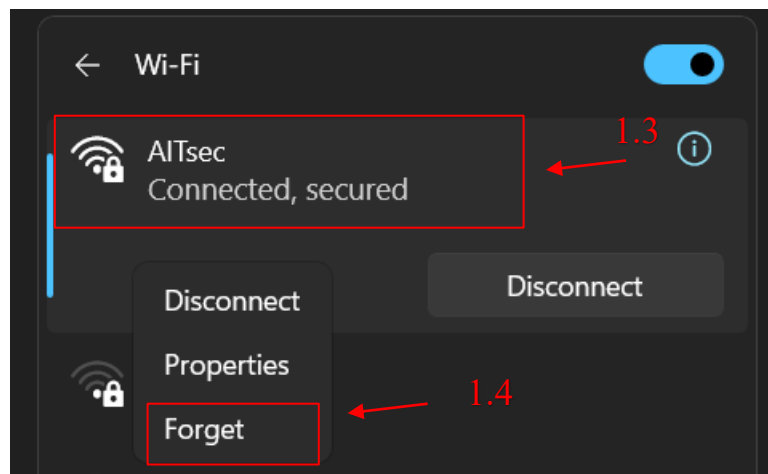 Wi-Fi
1.3
AITsec
Connected, secured
Disconnect
Disconnect
Properties
1.4
Forget